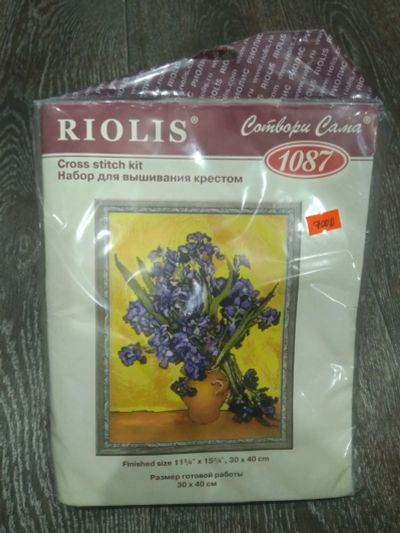 RIOLIS®
Сотвори Сама®
1087
Cross stitch kit
Набор для вышивания крестом
Finished size 11¾" x 15¾", 30 x 40 cm
Размер готовой работы
30 x 40 см